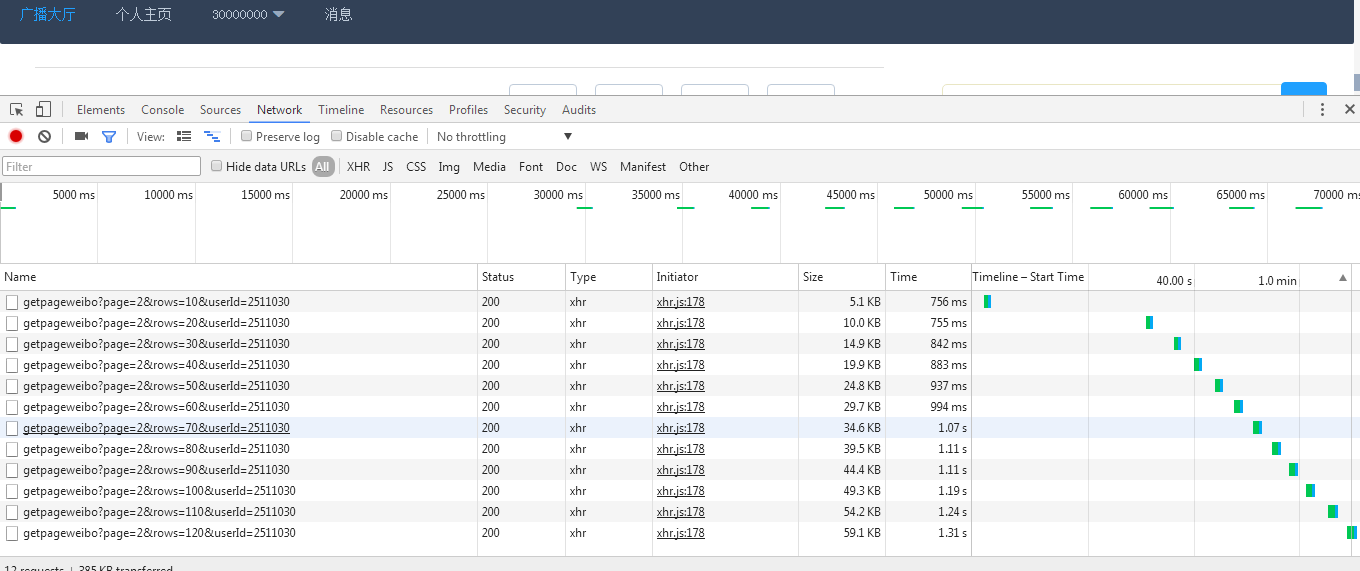 广播大厅 个人主页 30000000 消息
Elements Console Sources Network Timeline Resources Profiles Security Audits
View: Preserve log Disable cache No throttling
Filter Hide data URLs All XHR JS CSS Img Media Font Doc WS Manifest Other
5000 ms 10000 ms 15000 ms 20000 ms 25000 ms 30000 ms 35000 ms 40000 ms 45000 ms 50000 ms 55000 ms 60000 ms 65000 ms 70000 ms
Name Status Type Initiator Size Time Timeline – Start Time 40.00 s 1.0 min
getpageweibo?page=2&rows=10&userId=2511030 200 xhr xhr.js:178 5.1 KB 756 ms
getpageweibo?page=2&rows=20&userId=2511030 200 xhr xhr.js:178 10.0 KB 755 ms
getpageweibo?page=2&rows=30&userId=2511030 200 xhr xhr.js:178 14.9 KB 842 ms
getpageweibo?page=2&rows=40&userId=2511030 200 xhr xhr.js:178 19.9 KB 883 ms
getpageweibo?page=2&rows=50&userId=2511030 200 xhr xhr.js:178 24.8 KB 937 ms
getpageweibo?page=2&rows=60&userId=2511030 200 xhr xhr.js:178 29.7 KB 994 ms
getpageweibo?page=2&rows=70&userId=2511030 200 xhr xhr.js:178 34.6 KB 1.07 s
getpageweibo?page=2&rows=80&userId=2511030 200 xhr xhr.js:178 39.5 KB 1.11 s
getpageweibo?page=2&rows=90&userId=2511030 200 xhr xhr.js:178 44.4 KB 1.11 s
getpageweibo?page=2&rows=100&userId=2511030 200 xhr xhr.js:178 49.3 KB 1.19 s
getpageweibo?page=2&rows=110&userId=2511030 200 xhr xhr.js:178 54.2 KB 1.24 s
getpageweibo?page=2&rows=120&userId=2511030 200 xhr xhr.js:178 59.1 KB 1.31 s
12 requests | 385 KB transferred